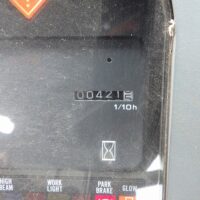 00421
1/10h
HIGH BEAM
WORK LIGHT
PARK BRAKE
GLOW